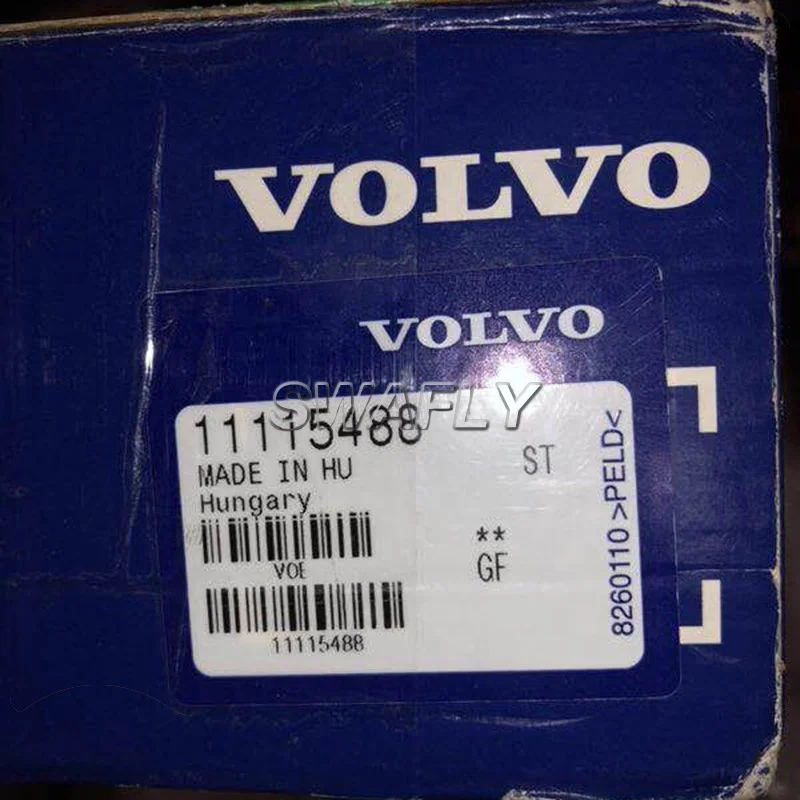 VOLVO
VOLVO
SWAFLY
11115488
ST
MADE IN HU
Hungary
**
VOE
GF
11115488
8260110 >PELD<